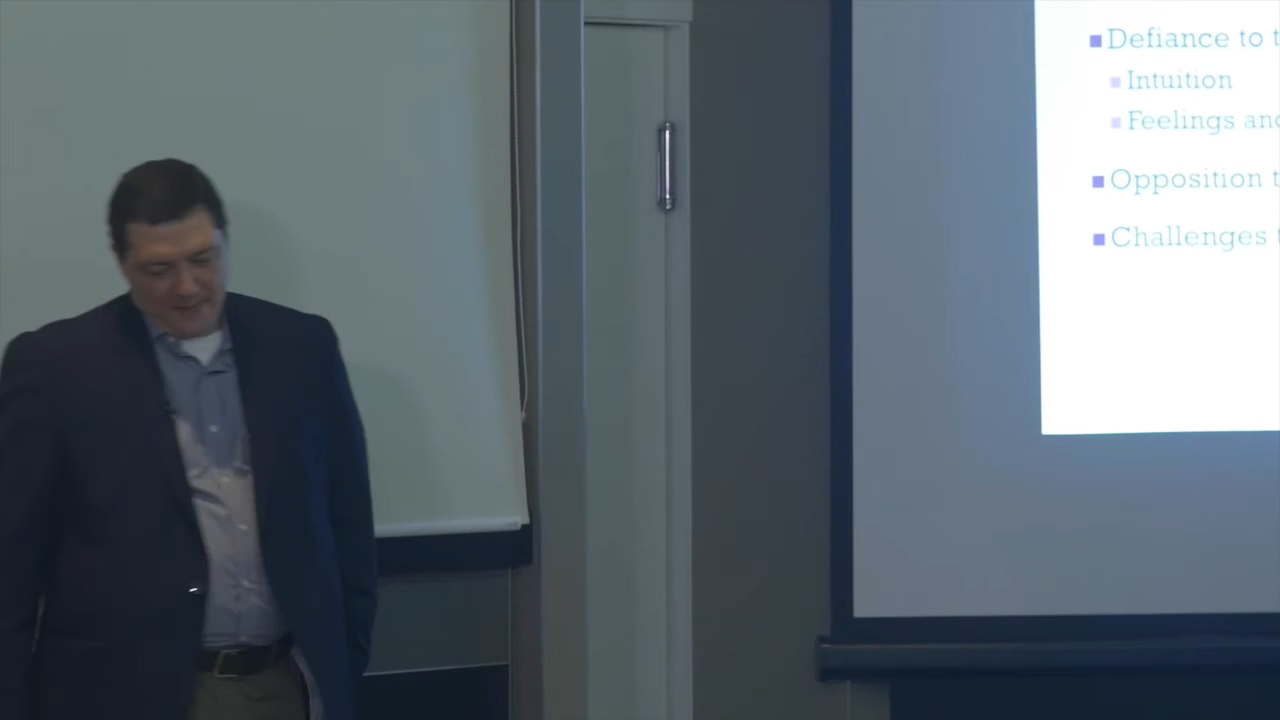 Defiance to
Intuition
Feelings and
Opposition
Challenges